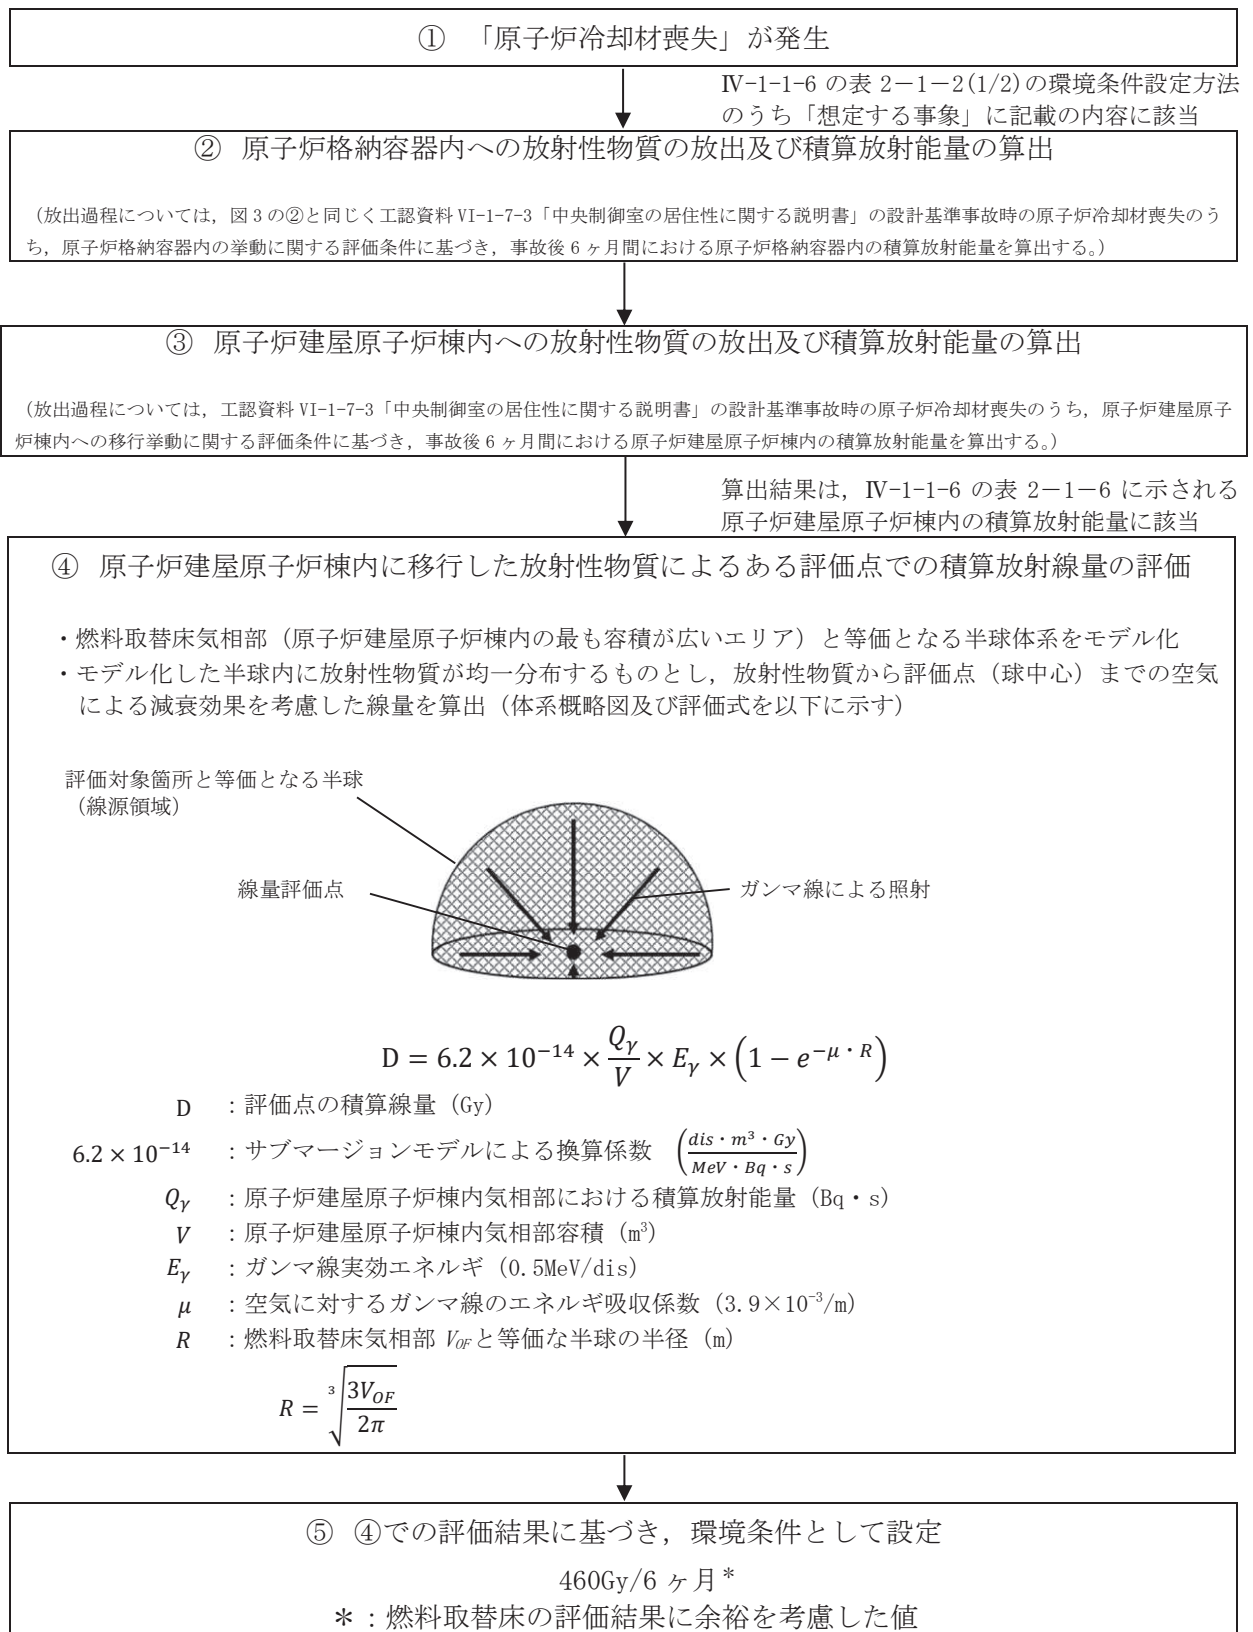 ① 「原子炉冷却材喪失」が発生
Ⅳ-1-1-6 の表 2－1－2(1/2)の環境条件設定方法
のうち「想定する事象」に記載の内容に該当
② 原子炉格納容器内への放射性物質の放出及び積算放射能量の算出
（放出過程については，図 3 の②と同じく工認資料 VI-1-7-3「中央制御室の居住性に関する説明書」の設計基準事故時の原子炉冷却材喪失のう
ち，原子炉格納容器内の挙動に関する評価条件に基づき，事故後 6 ヶ月間における原子炉格納容器内の積算放射能量を算出する。）
③ 原子炉建屋原子炉棟内への放射性物質の放出及び積算放射能量の算出
（放出過程については，工認資料 VI-1-7-3「中央制御室の居住性に関する説明書」の設計基準事故時の原子炉冷却材喪失のうち，原子炉建屋原子
炉棟内への移行挙動に関する評価条件に基づき，事故後 6 ヶ月間における原子炉建屋原子炉棟内の積算放射能量を算出する。）
算出結果は，Ⅳ-1-1-6 の表 2－1－6 に示される
原子炉建屋原子炉棟内の積算放射能量に該当
④ 原子炉建屋原子炉棟内に移行した放射性物質によるある評価点での積算放射線量の評価
・燃料取替床気相部（原子炉建屋原子炉棟内の最も容積が広いエリア）と等価となる半球体系をモデル化
・モデル化した半球内に放射性物質が均一分布するものとし，放射性物質から評価点（球中心）までの空気
による減衰効果を考慮した線量を算出（体系概略図及び評価式を以下に示す）
評価対象箇所と等価となる半球
（線源領域）
線量評価点
ガンマ線による照射
D = 6.2 × 10⁻¹⁴ × Qγ/V × Eγ × (1 − e^(−μ・R))
D ：評価点の積算線量（Gy）
6.2 × 10⁻¹⁴ ：サブマージョンモデルによる換算係数 (dis・m³・Gy/MeV・Bq・s)
Qγ ：原子炉建屋原子炉棟内気相部における積算放射能量（Bq・s）
V ：原子炉建屋原子炉棟内気相部容積（m³）
Eγ ：ガンマ線実効エネルギ（0.5MeV/dis）
μ ：空気に対するガンマ線のエネルギ吸収係数（3.9×10⁻³/m）
R ：燃料取替床気相部 V_OF と等価な半球の半径（m）
R = ³√(3V_OF/2π)
⑤ ④での評価結果に基づき，環境条件として設定
460Gy/6 ヶ月＊
＊：燃料取替床の評価結果に余裕を考慮した値